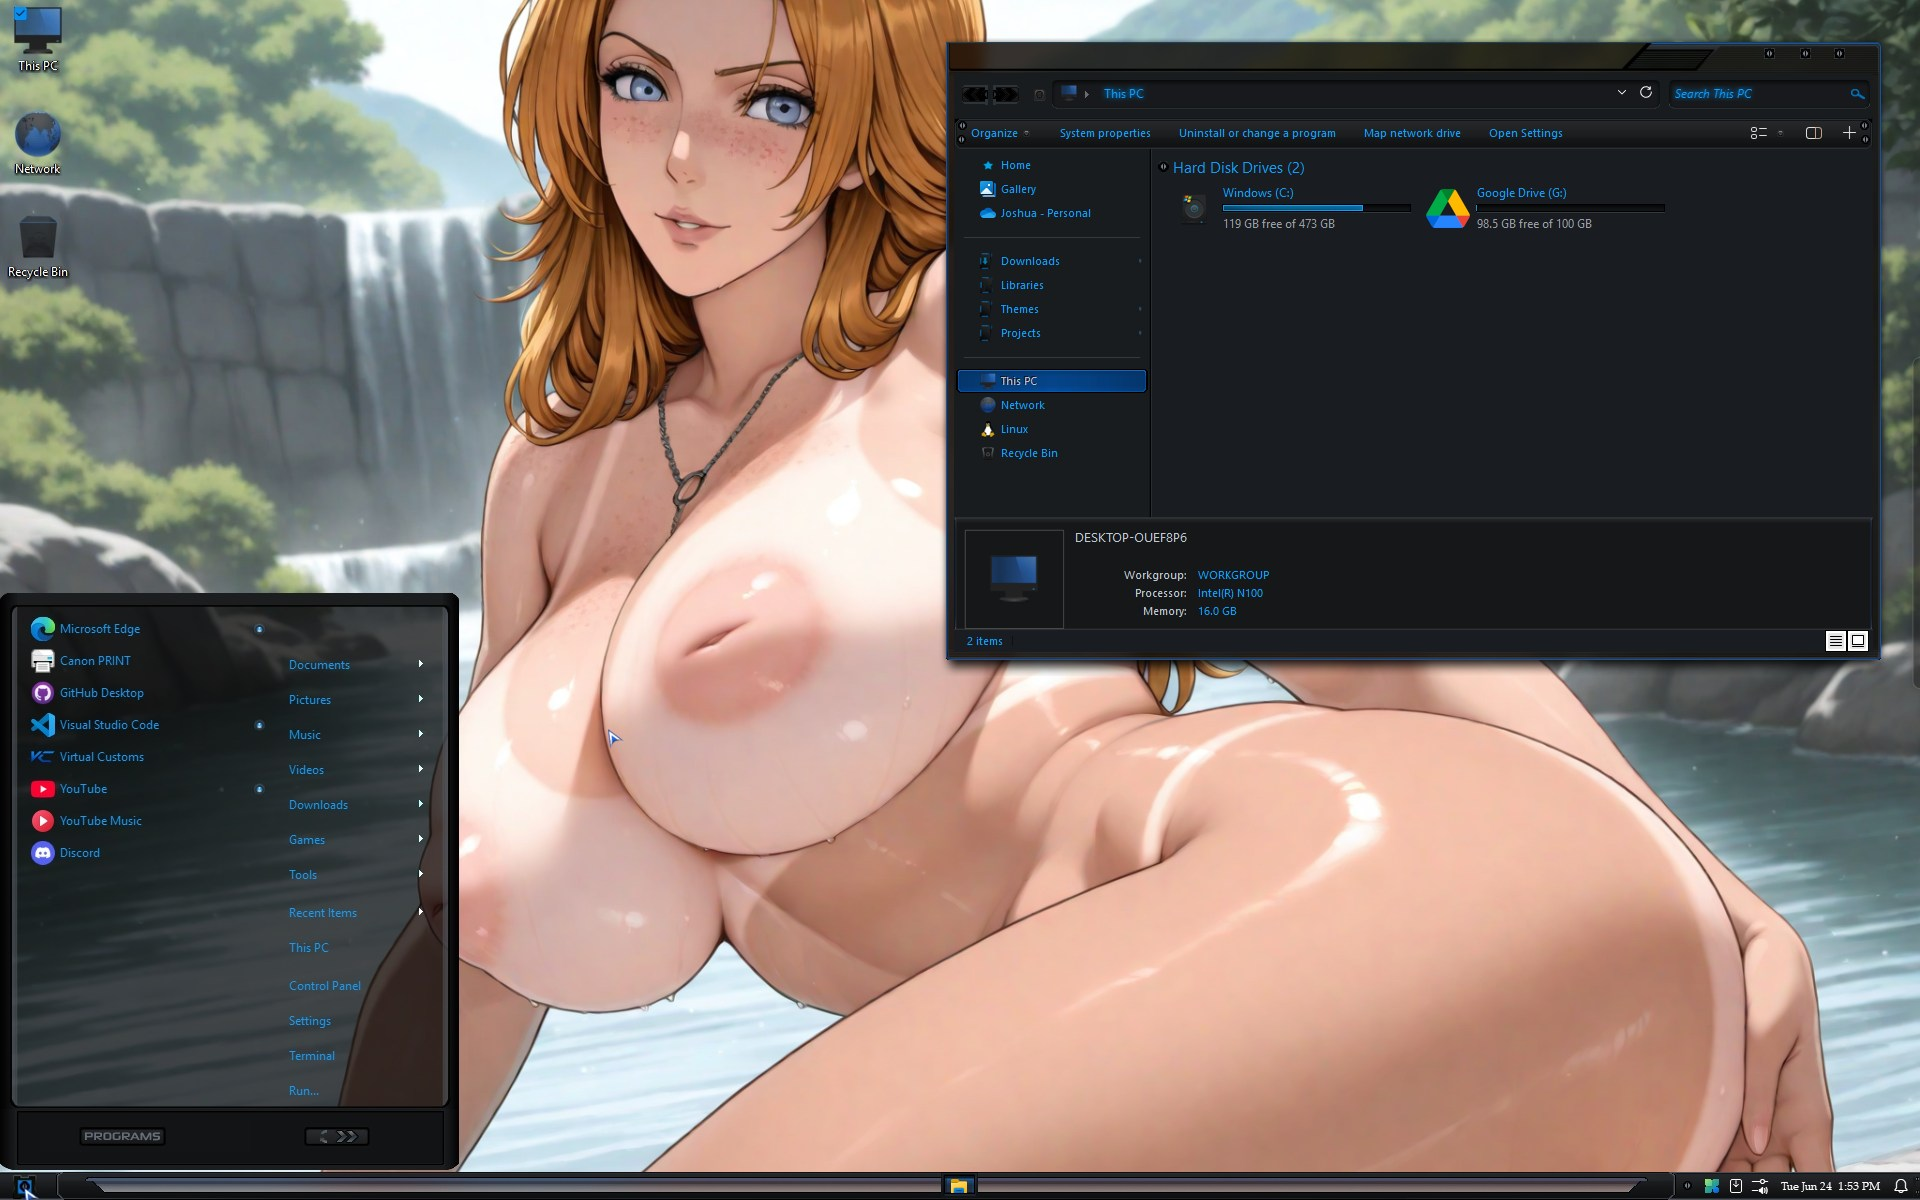 This PC
Network
Recycle Bin
This PC
Search This PC
Organize
System properties
Uninstall or change a program
Map network drive
Open Settings
Home
Gallery
Joshua - Personal
Downloads
Libraries
Themes
Projects
This PC
Network
Linux
Recycle Bin
Hard Disk Drives (2)
Windows (C:)
119 GB free of 473 GB
Google Drive (G:)
98.5 GB free of 100 GB
DESKTOP-OUEF8P6
Workgroup: WORKGROUP
Processor: Intel(R) N100
Memory: 16.0 GB
2 items
Microsoft Edge
Canon PRINT
GitHub Desktop
Visual Studio Code
Virtual Customs
YouTube
YouTube Music
Discord
Documents
Pictures
Music
Videos
Downloads
Games
Tools
Recent Items
This PC
Control Panel
Settings
Terminal
Run...
PROGRAMS
Tue Jun 24 1:53 PM